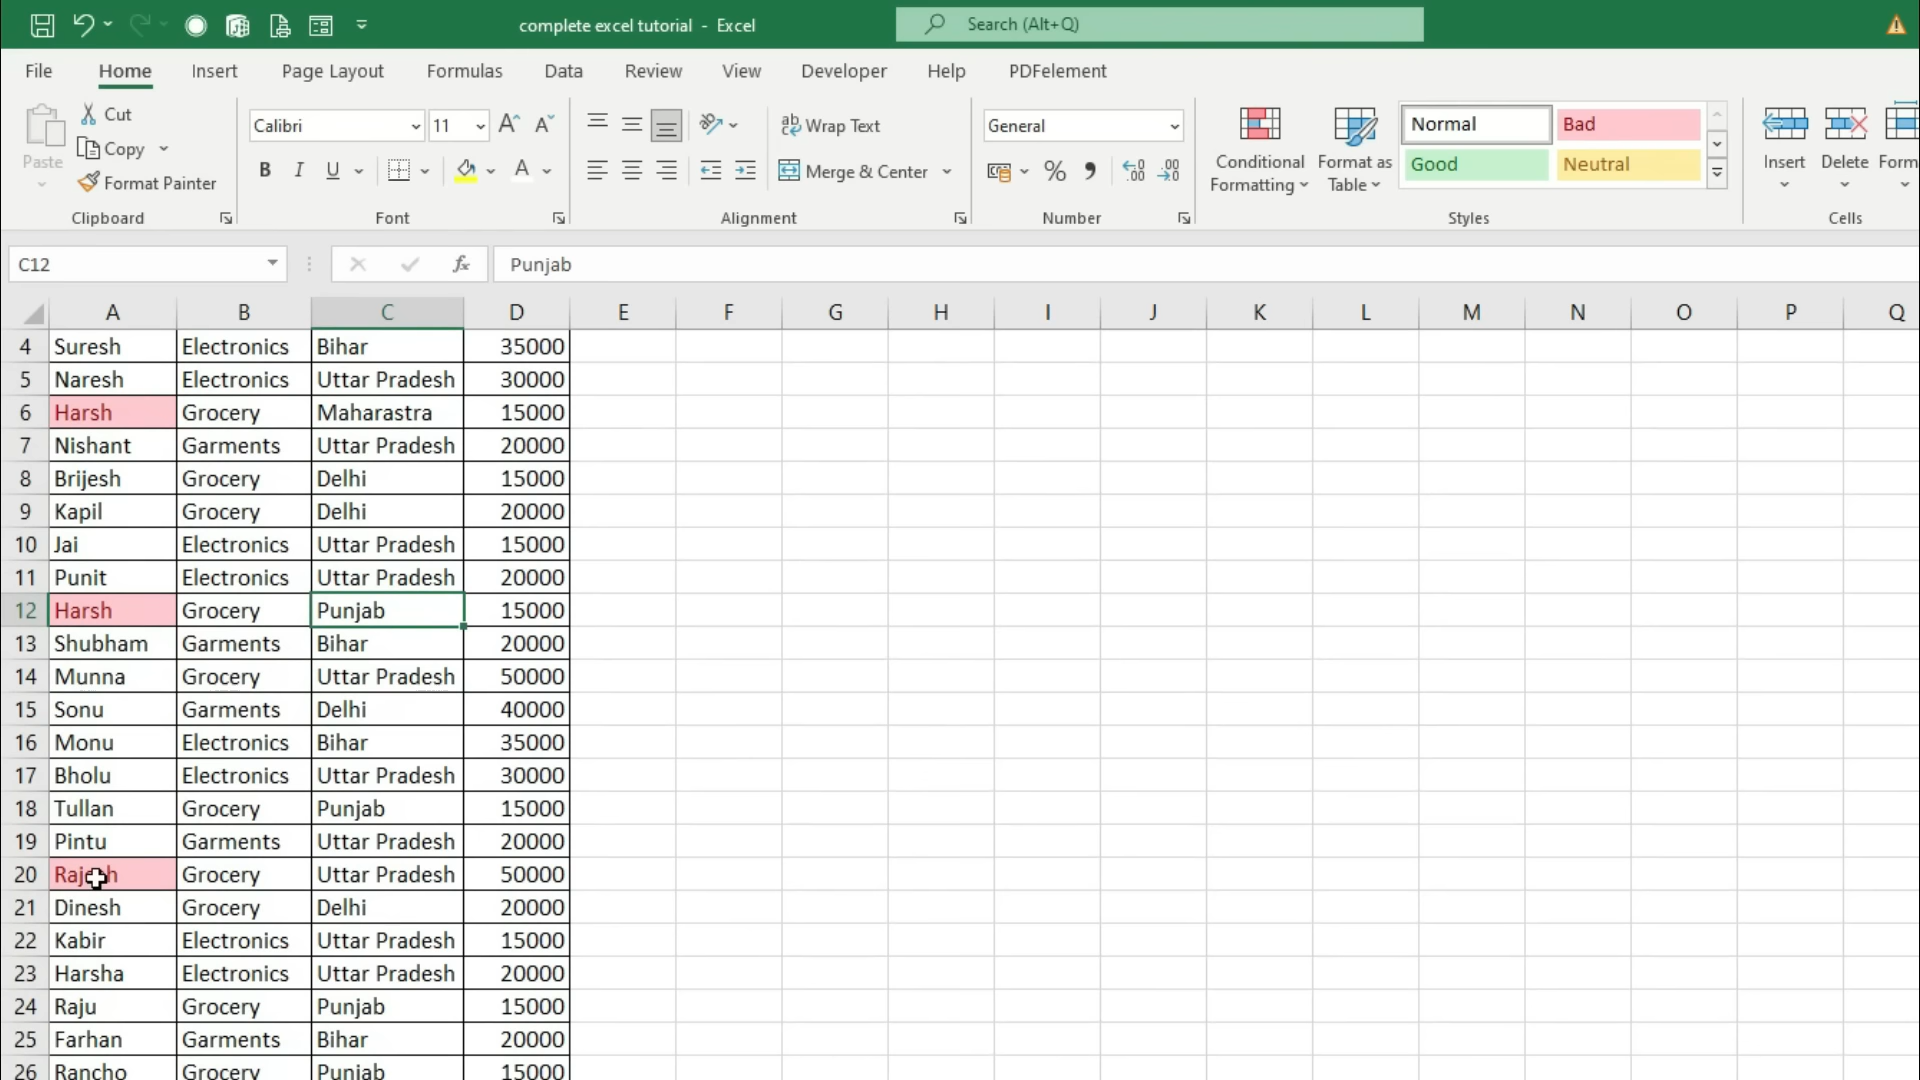 complete excel tutorial - Excel
Search (Alt+Q)
File Home Insert Page Layout Formulas Data Review View Developer Help PDFelement
Paste
Cut
Copy
Format Painter
Clipboard
Calibri 11
B I U
Font
Wrap Text
Merge & Center
Alignment
General
Number
Conditional Formatting
Format as Table
Normal Bad
Good Neutral
Styles
Insert Delete Form
Cells
C12 fx Punjab
A B C D E F G H I J K L M N O P Q
4 Suresh Electronics Bihar 35000
5 Naresh Electronics Uttar Pradesh 30000
6 Harsh Grocery Maharastra 15000
7 Nishant Garments Uttar Pradesh 20000
8 Brijesh Grocery Delhi 15000
9 Kapil Grocery Delhi 20000
10 Jai Electronics Uttar Pradesh 15000
11 Punit Electronics Uttar Pradesh 20000
12 Harsh Grocery Punjab 15000
13 Shubham Garments Bihar 20000
14 Munna Grocery Uttar Pradesh 50000
15 Sonu Garments Delhi 40000
16 Monu Electronics Bihar 35000
17 Bholu Electronics Uttar Pradesh 30000
18 Tullan Grocery Punjab 15000
19 Pintu Garments Uttar Pradesh 20000
20 Grocery Uttar Pradesh 50000
21 Dinesh Grocery Delhi 20000
22 Kabir Electronics Uttar Pradesh 15000
23 Harsha Electronics Uttar Pradesh 20000
24 Raju Grocery Punjab 15000
25 Farhan Garments Bihar 20000
26 Rancho Grocery Punjab 15000